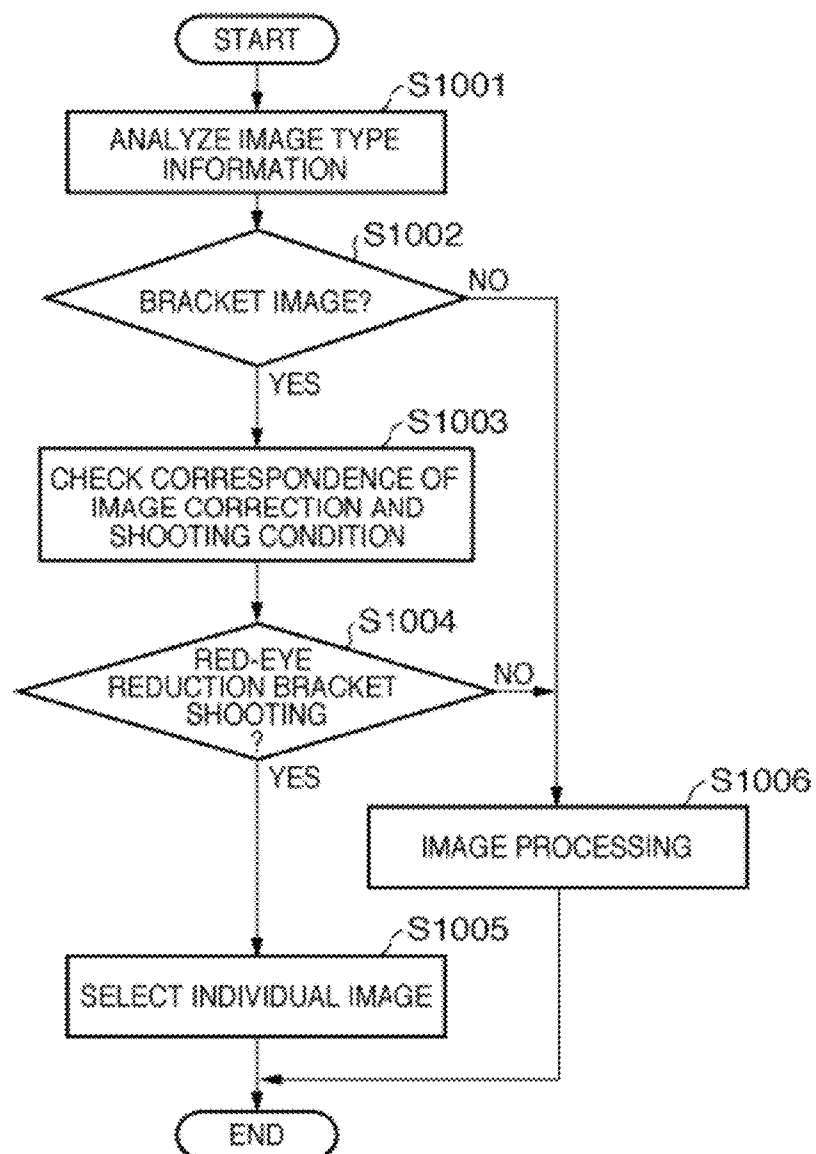 START
S1001
ANALYZE IMAGE TYPE
INFORMATION
S1002
BRACKET IMAGE?
NO
YES
S1003
CHECK CORRESPONDENCE OF
IMAGE CORRECTION AND
SHOOTING CONDITION
S1004
RED-EYE
REDUCTION BRACKET
SHOOTING
?
NO
YES
S1006
IMAGE PROCESSING
S1005
SELECT INDIVIDUAL IMAGE
END